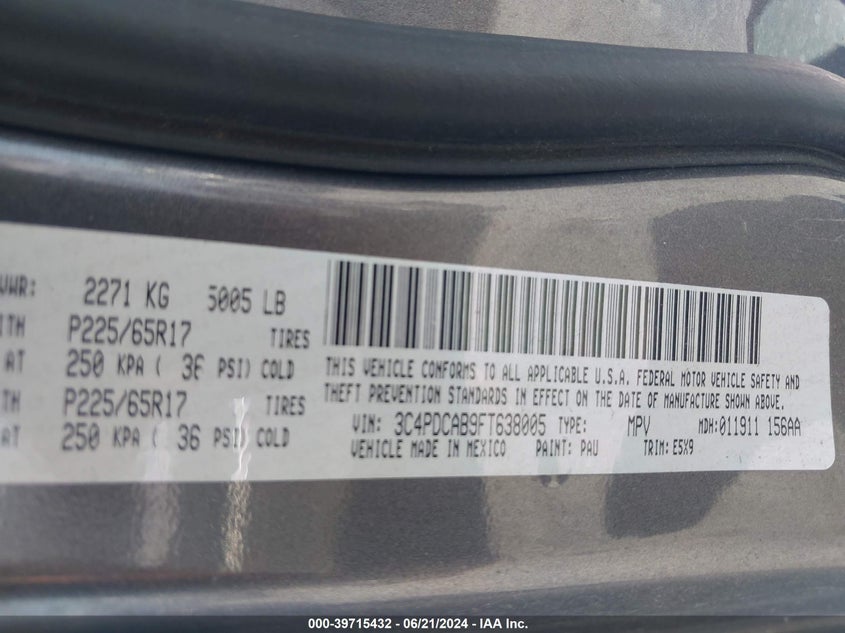 VWR: 2271 KG 5005 LB
ITH P225/65R17 TIRES
AT 250 KPA ( 36 PSI) COLD
TH P225/65R17 TIRES
AT 250 KPA ( 36 PSI) COLD
THIS VEHICLE CONFORMS TO ALL APPLICABLE U.S.A. FEDERAL MOTOR VEHICLE SAFETY AND
THEFT PREVENTION STANDARDS IN EFFECT ON THE DATE OF MANUFACTURE SHOWN ABOVE.
VIN: 3C4PDCAB9FT638005 TYPE: MPV MDH:011911 156AA
VEHICLE MADE IN MEXICO PAINT: PAU TRIM: E5X9
000-39715432 - 06/21/2024 - IAA Inc.